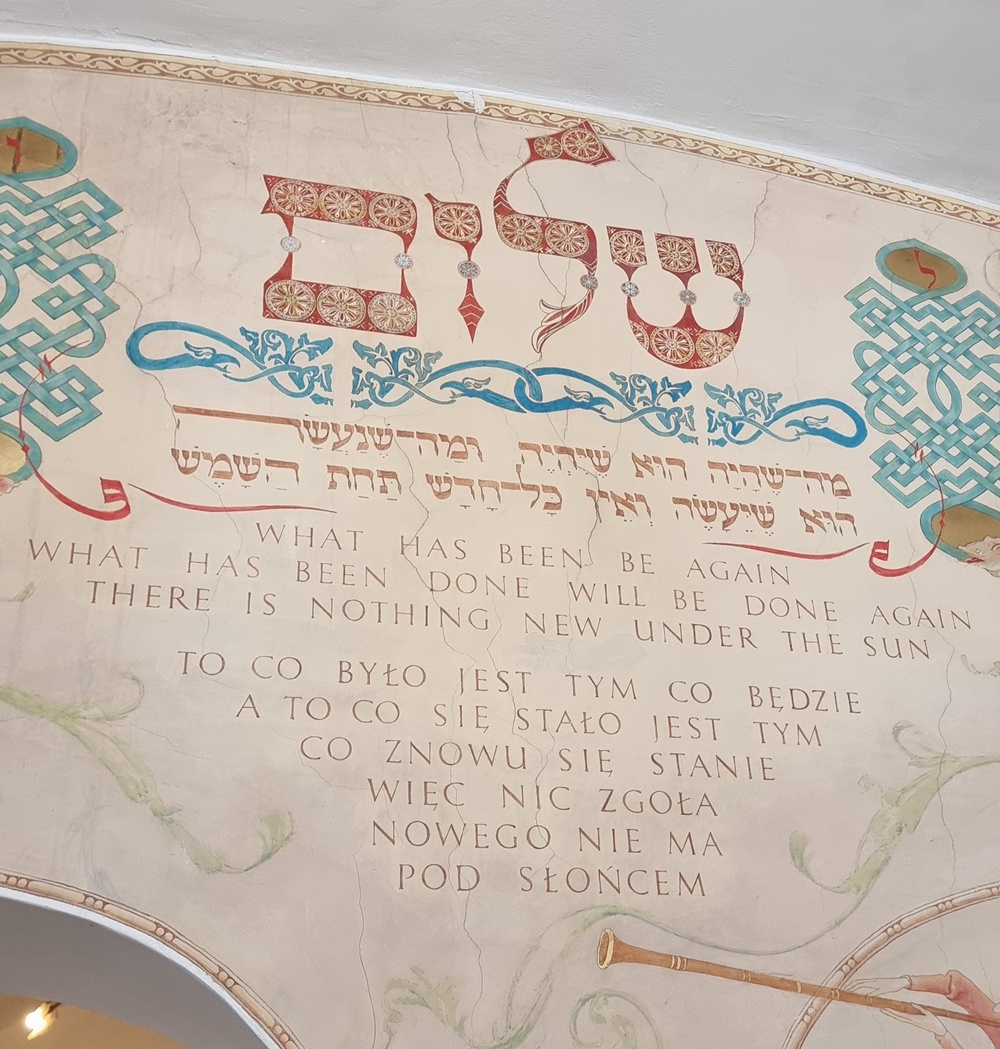 שלום
מַה־שֶּׁהָיָה הוּא שֶׁיִּהְיֶה וּמַה־שֶּׁנַּעֲשָׂה
הוּא שֶׁיֵּעָשֶׂה וְאֵין כָּל־חָדָשׁ תַּחַת הַשָּׁמֶשׁ
WHAT HAS BEEN BE AGAIN
WHAT HAS BEEN DONE WILL BE DONE AGAIN
THERE IS NOTHING NEW UNDER THE SUN
TO CO BYŁO JEST TYM CO BĘDZIE
A TO CO SIĘ STAŁO JEST TYM
CO ZNOWU SIĘ STANIE
WIĘC NIC ZGOŁA
NOWEGO NIE MA
POD SŁOŃCEM